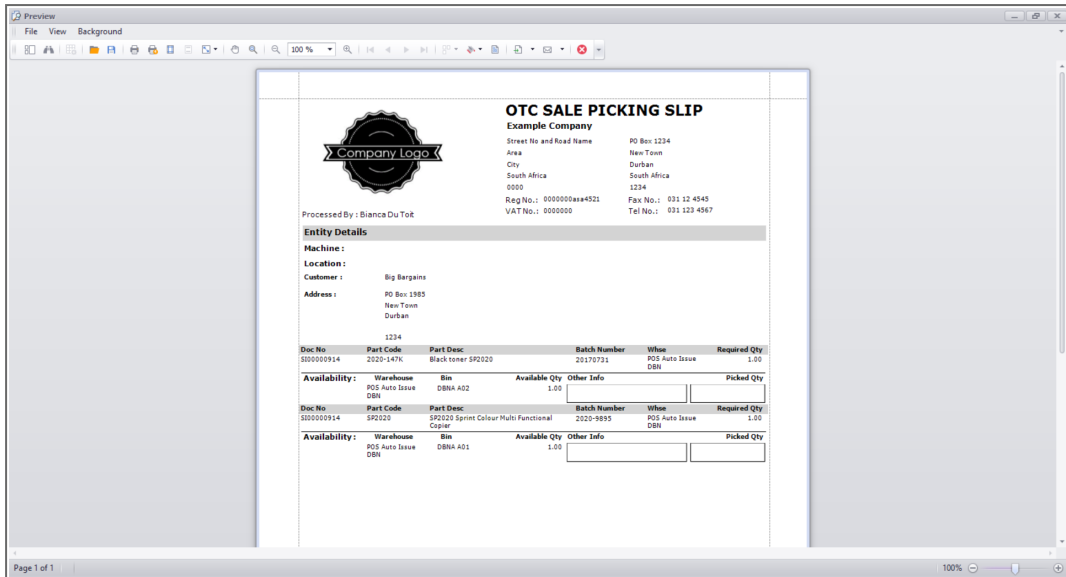 Preview
File View Background
100 %
OTC SALE PICKING SLIP
Example Company
Company Logo
Street No and Road Name PO Box 1234
Area New Town
City Durban
South Africa South Africa
0000 1234
Reg No.: 0000000asa4521 Fax No.: 031 12 4545
VAT No.: 0000000 Tel No.: 031 123 4567
Processed By : Bianca Du Toit
Entity Details
Machine :
Location :
Customer : Big Bargains
Address : PO Box 1985
New Town
Durban
1234
Doc No Part Code Part Desc Batch Number Whse Required Qty
SI00000914 2020-147K Black toner SP2020 20170731 POS Auto Issue 1.00
DBN
Availability : Warehouse Bin Available Qty Other Info Picked Qty
POS Auto Issue DBNA A02 1.00
DBN
Doc No Part Code Part Desc Batch Number Whse Required Qty
SI00000914 SP2020 SP2020 Sprint Colour Multi Functional 2020-9895 POS Auto Issue 1.00
Copier DBN
Availability : Warehouse Bin Available Qty Other Info Picked Qty
POS Auto Issue DBNA A01 1.00
DBN
Page 1 of 1 100%